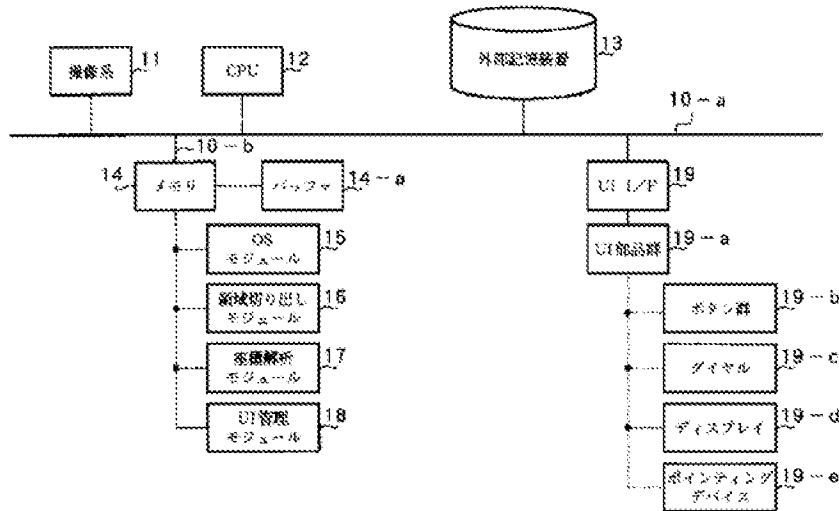 撮像系
11
CPU
12
外部記憶装置
13
10-a
10-b
14
メモリ
バッファ
14-a
OS
モジュール
15
領域切り出し
モジュール
16
座標解析
モジュール
17
UI管理
モジュール
18
UI I/F
19
UI部品群
19-a
ボタン群
19-b
ダイヤル
19-c
ディスプレイ
19-d
ポインティング
デバイス
19-e